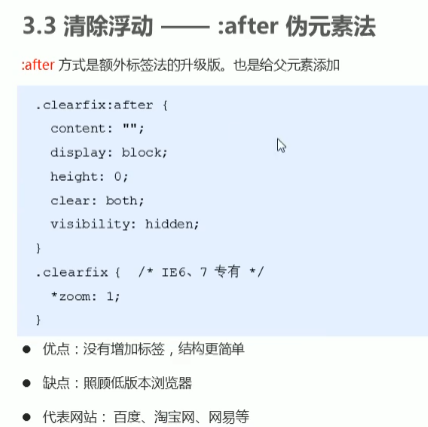 3.3 清除浮动 —— :after 伪元素法
:after 方式是额外标签法的升级版。也是给父元素添加
.clearfix:after {
content: "";
display: block;
height: 0;
clear: both;
visibility: hidden;
}
.clearfix { /* IE6、7 专有 */
*zoom: 1;
}
● 优点：没有增加标签，结构更简单
● 缺点：照顾低版本浏览器
● 代表网站： 百度、淘宝网、网易等